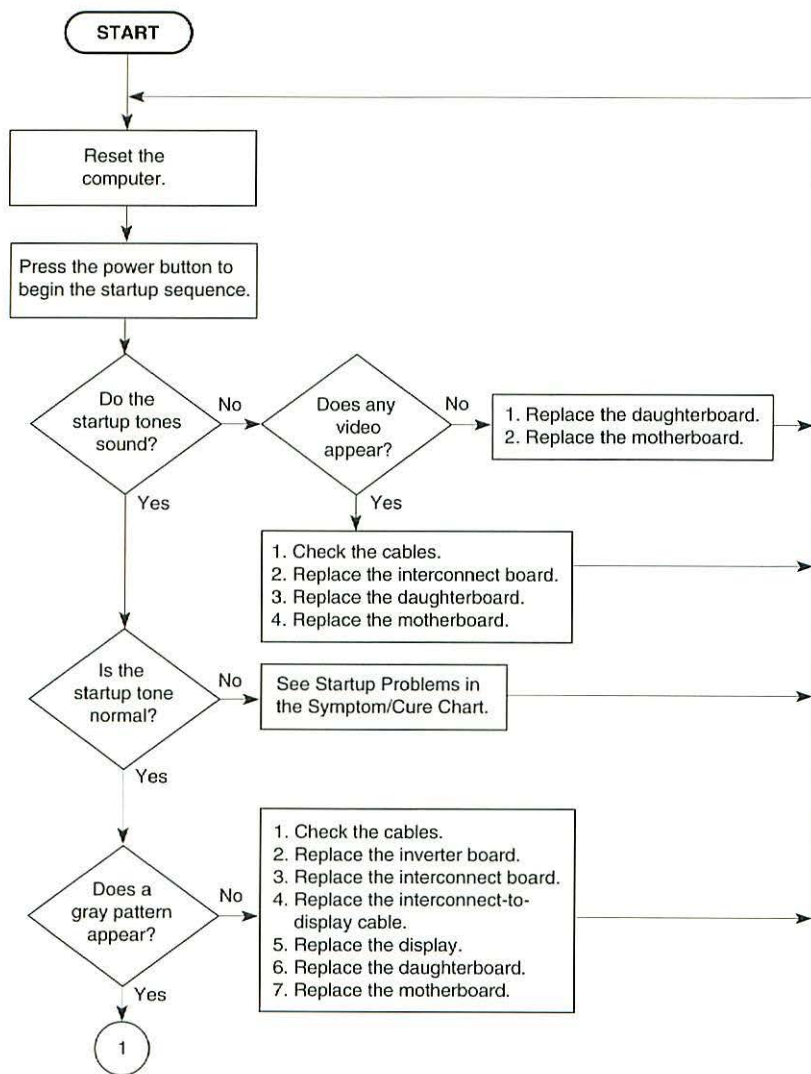 START
Reset the
computer.
Press the power button to
begin the startup sequence.
Do the
startup tones
sound?
No
Does any
video
appear?
No
1. Replace the daughterboard.
2. Replace the motherboard.
Yes
Yes
1. Check the cables.
2. Replace the interconnect board.
3. Replace the daughterboard.
4. Replace the motherboard.
Is the
startup tone
normal?
No
See Startup Problems in
the Symptom/Cure Chart.
Yes
Does a
gray pattern
appear?
No
1. Check the cables.
2. Replace the inverter board.
3. Replace the interconnect board.
4. Replace the interconnect-to-
display cable.
5. Replace the display.
6. Replace the daughterboard.
7. Replace the motherboard.
Yes
1